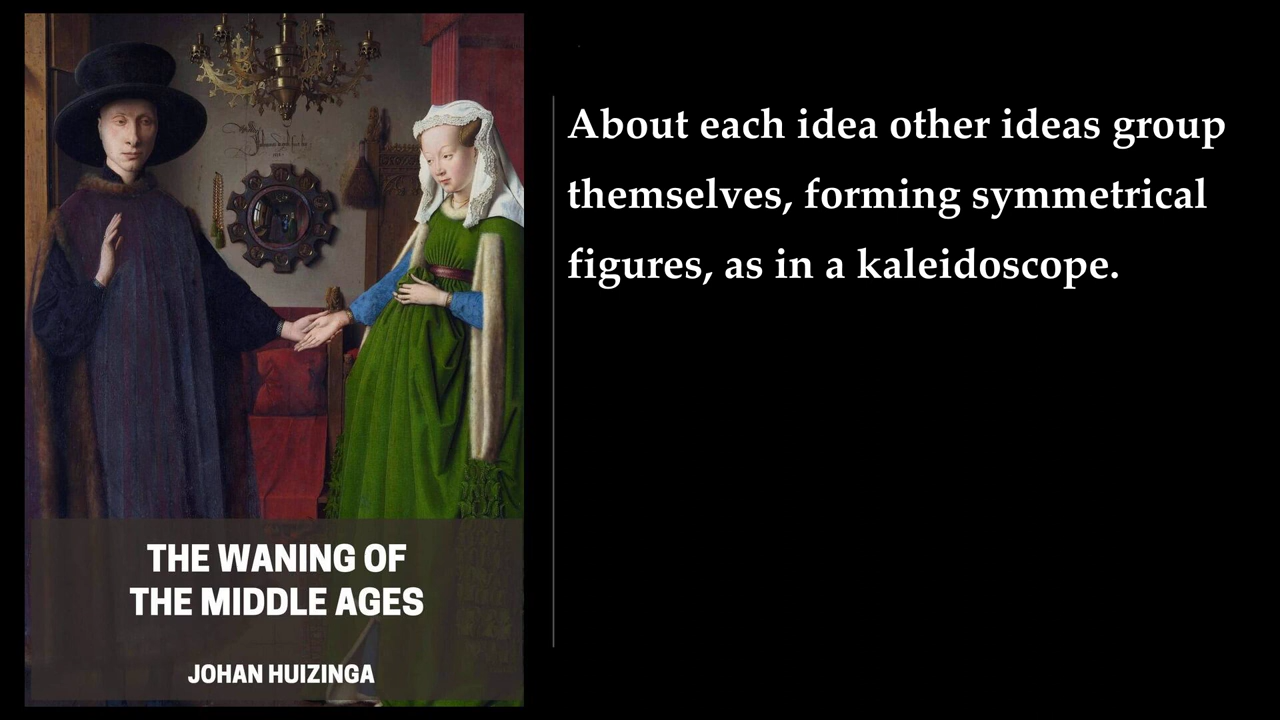 About each idea other ideas group
themselves, forming symmetrical
figures, as in a kaleidoscope.
THE WANING OF
THE MIDDLE AGES
JOHAN HUIZINGA